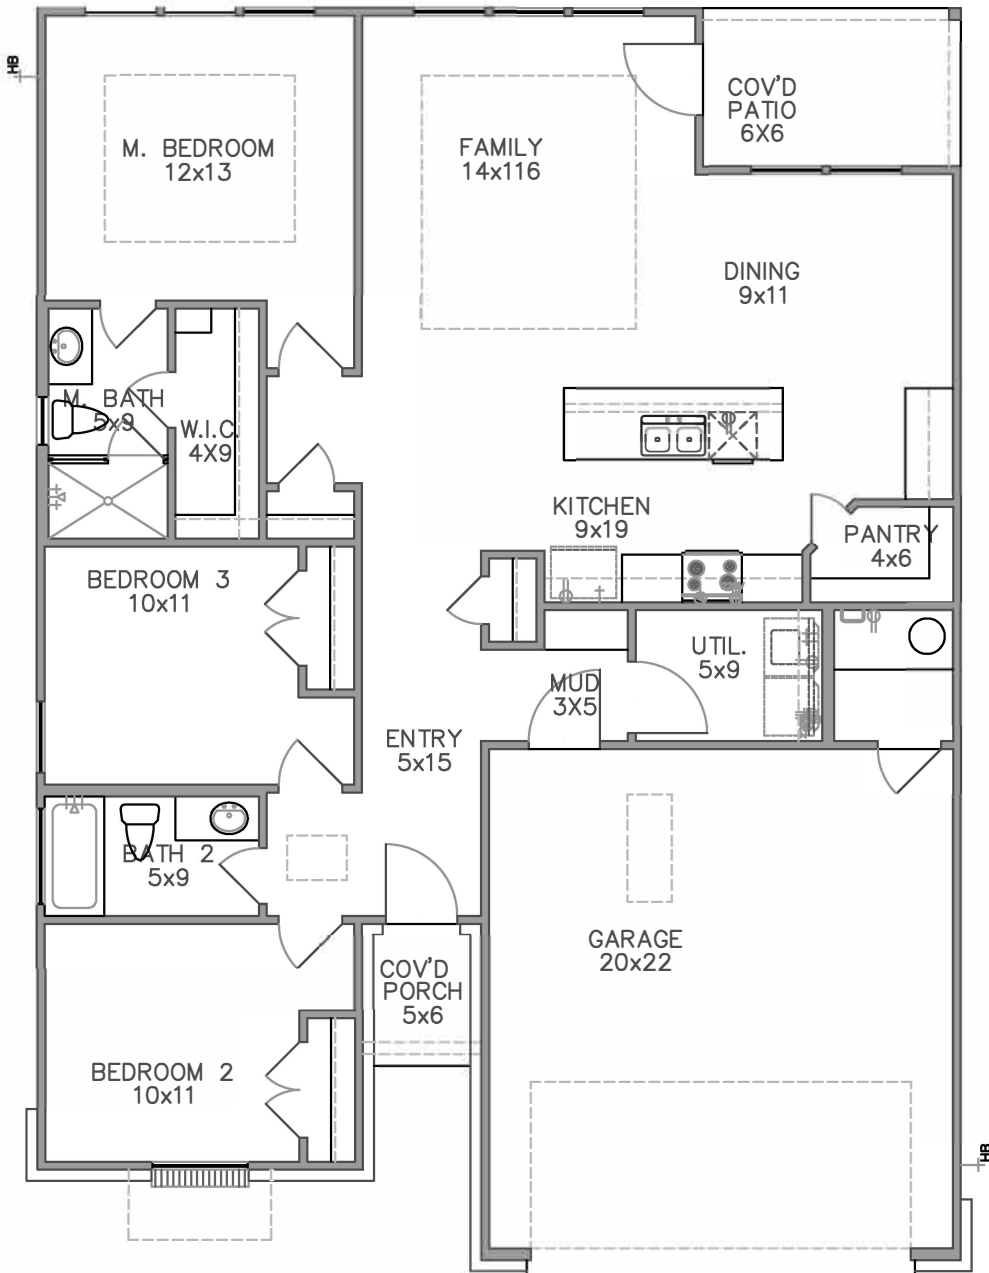 HB
M. BEDROOM
12x13
FAMILY
14x116
COV'D
PATIO
6X6
DINING
9x11
M. BATH
5x9
W.I.C.
4X9
KITCHEN
9x19
PANTRY
4x6
BEDROOM 3
10x11
UTIL.
5x9
MUD
3X5
ENTRY
5x15
BATH 2
5x9
GARAGE
20x22
COV'D
PORCH
5x6
BEDROOM 2
10x11
HB